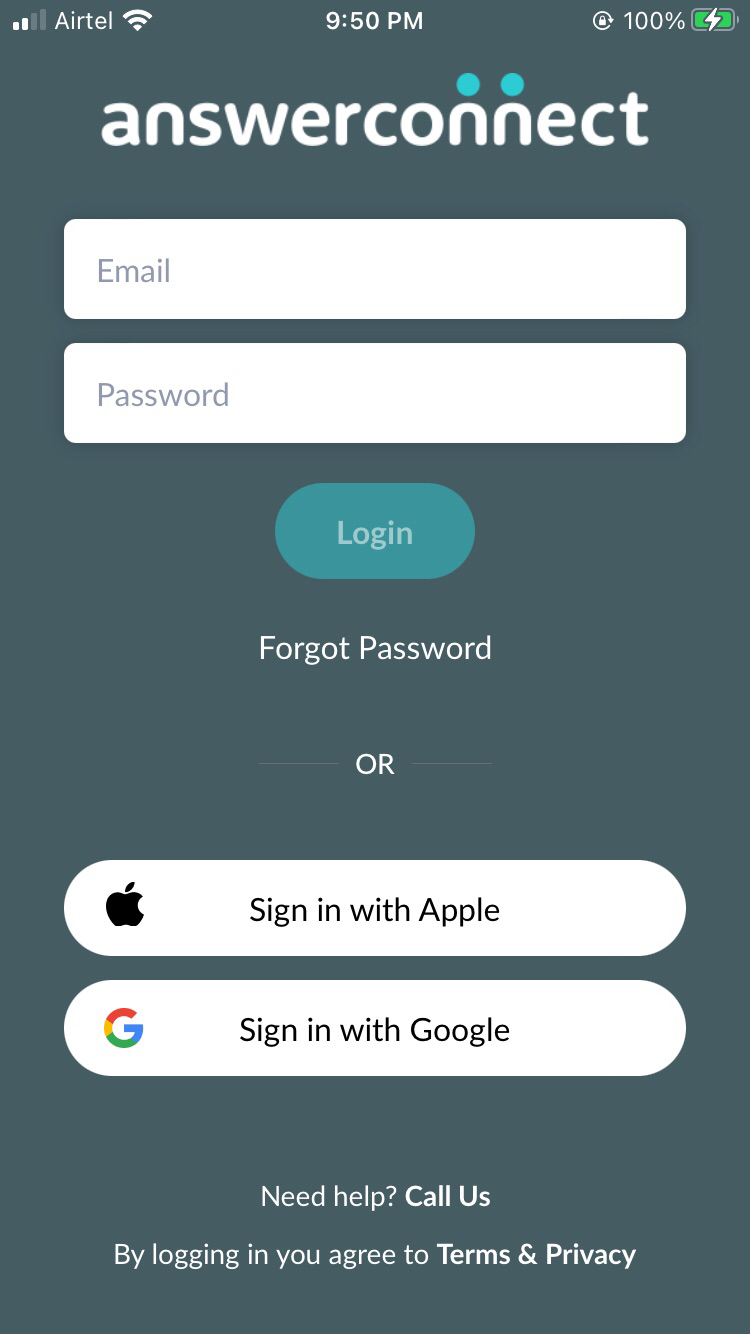 Airtel 9:50 PM 100%
answerconnect
Email
Password
Login
Forgot Password
OR
Sign in with Apple
Sign in with Google
Need help? Call Us
By logging in you agree to Terms & Privacy